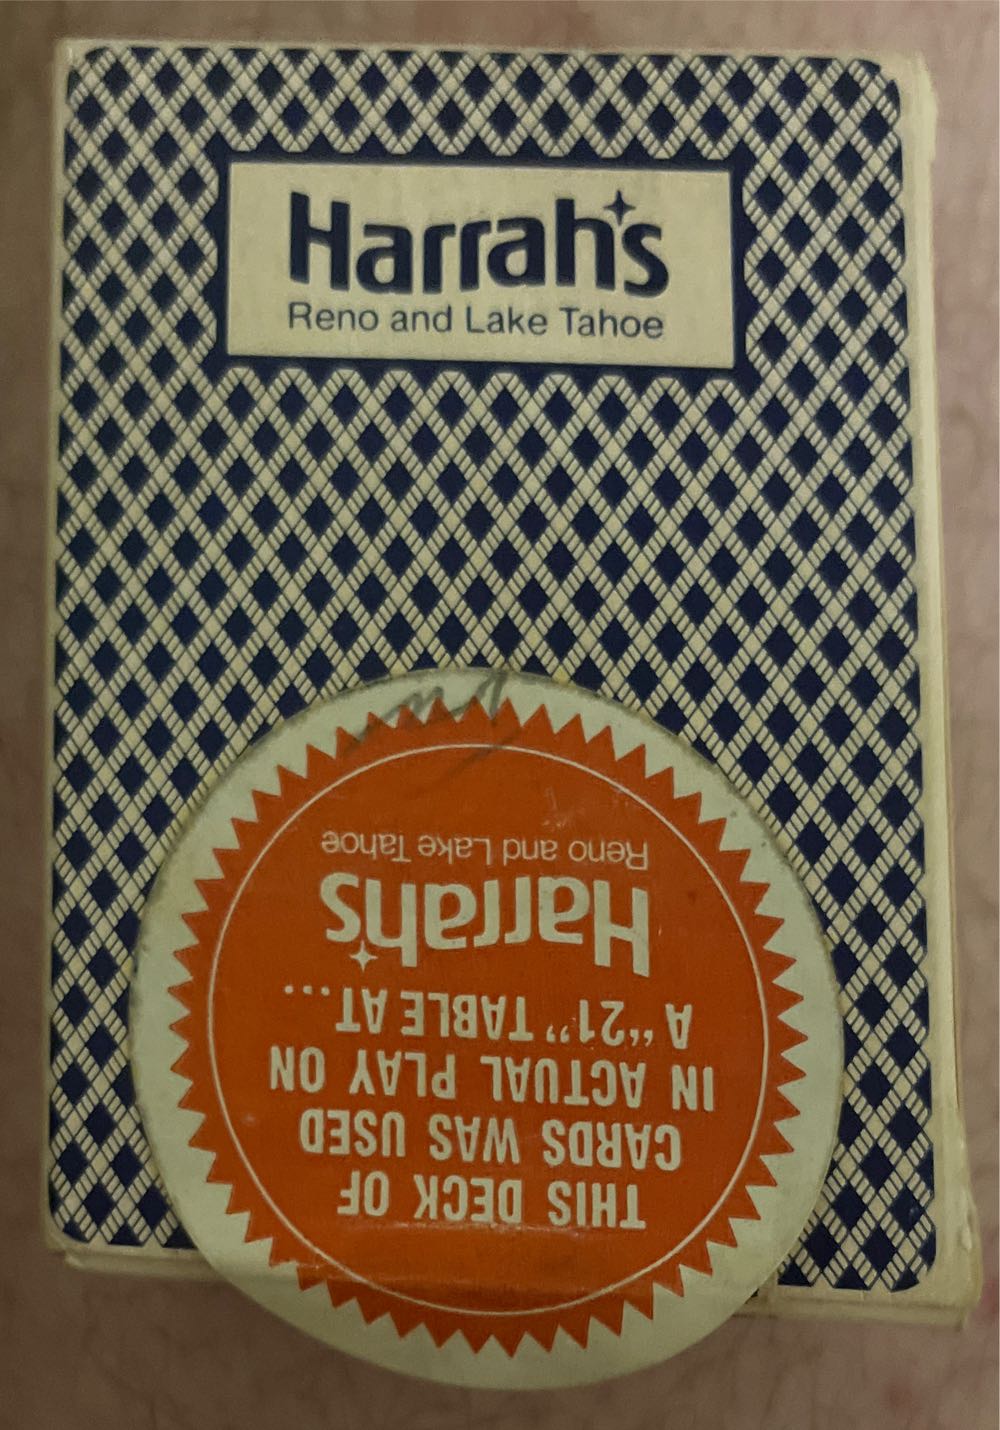 Harrah's
Reno and Lake Tahoe
THIS DECK OF
CARDS WAS USED
IN ACTUAL PLAY ON
A "21" TABLE AT...
Harrah's
Reno and Lake Tahoe